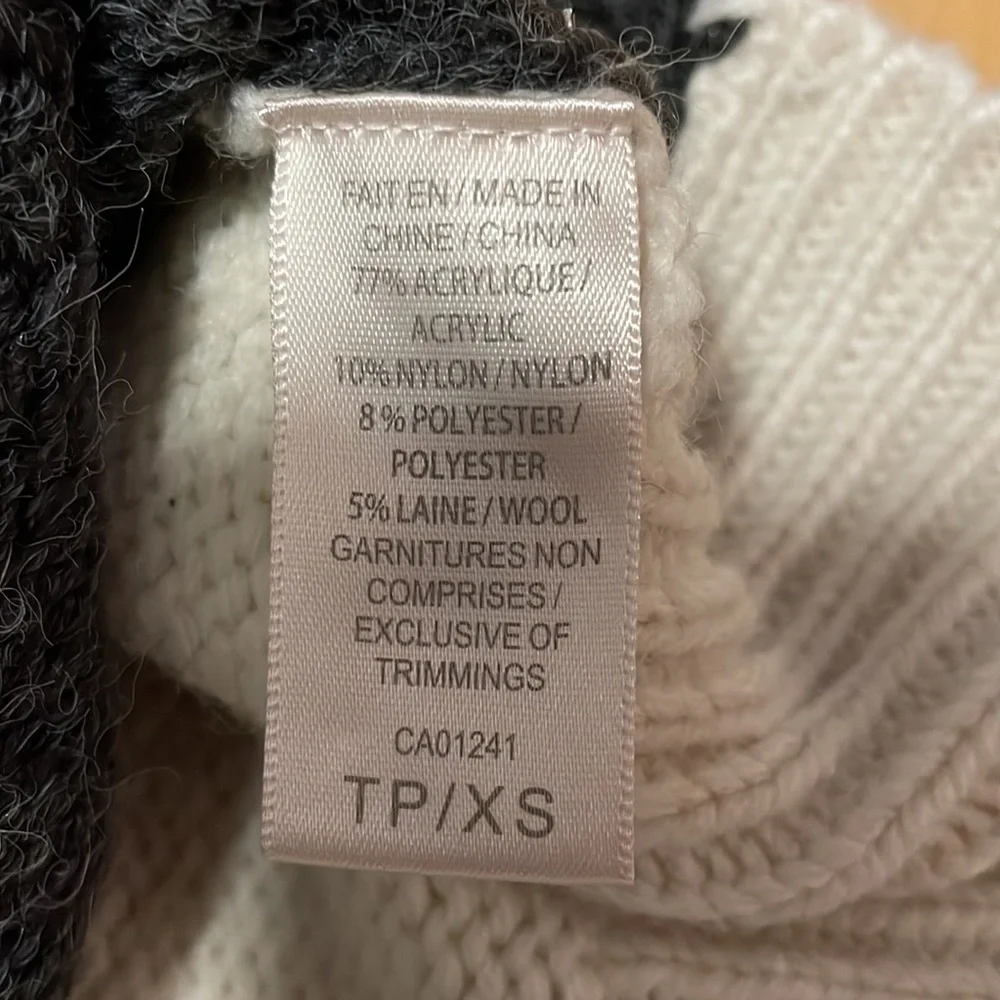 FAIT EN / MADE IN
CHINE / CHINA
77% ACRYLIQUE /
ACRYLIC
10% NYLON / NYLON
8% POLYESTER /
POLYESTER
5% LAINE / WOOL
GARNITURES NON
COMPRISES /
EXCLUSIVE OF
TRIMMINGS
CA01241
TP/XS